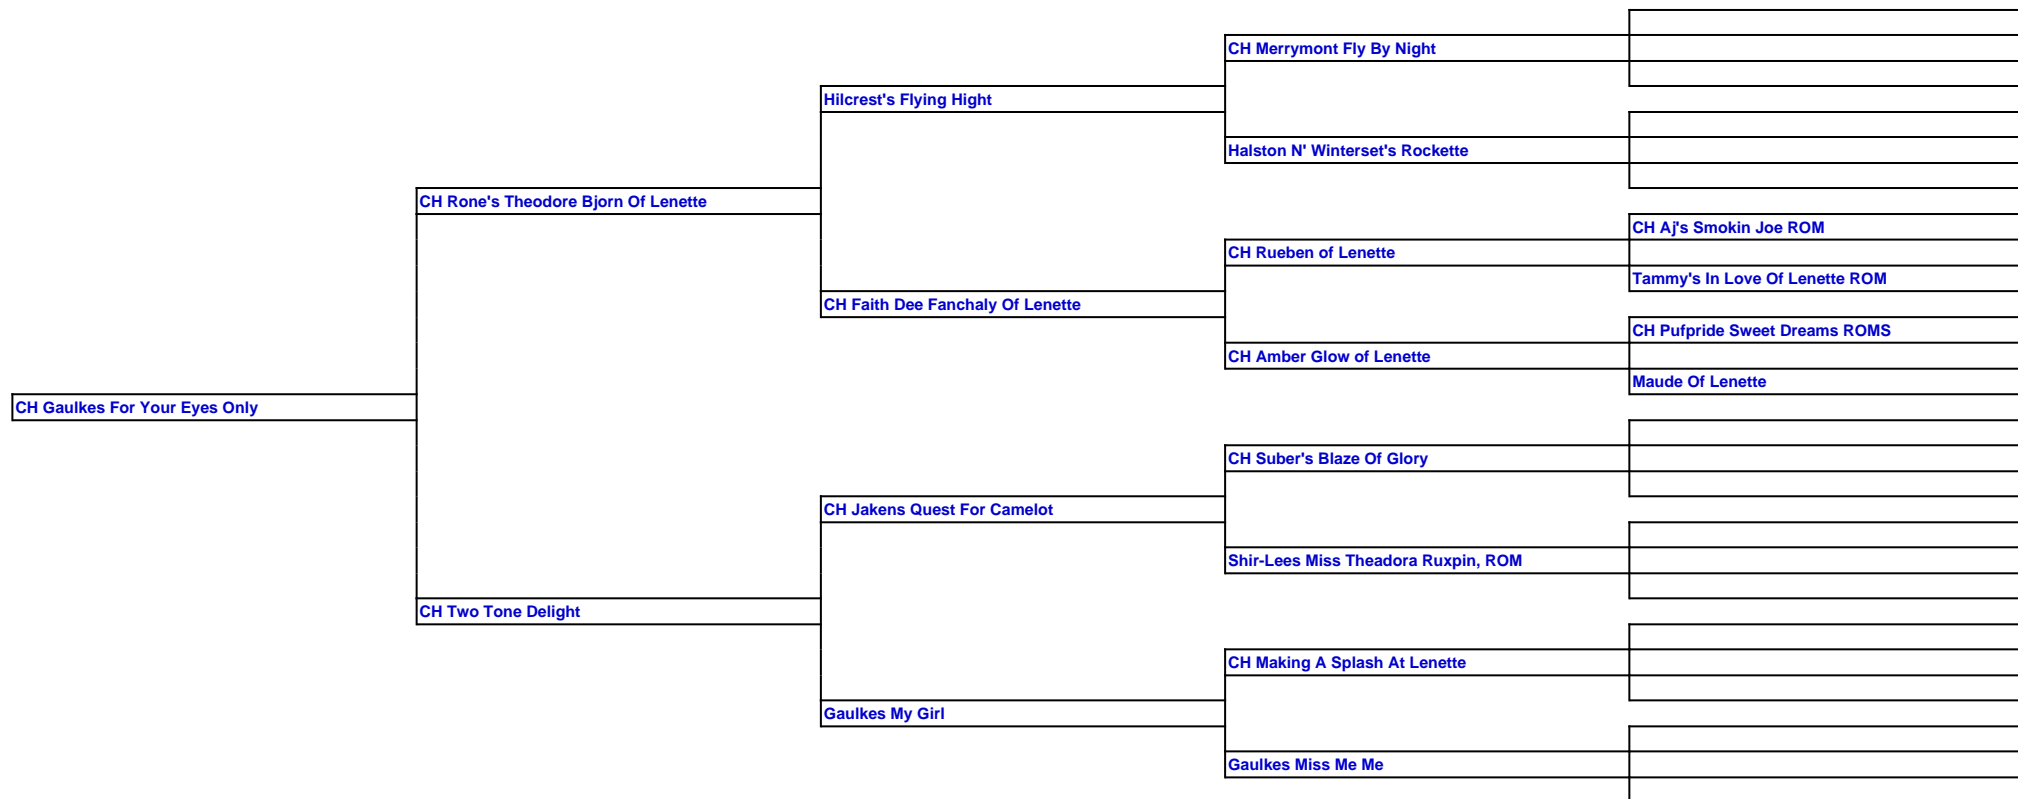 CH Merrymont Fly By Night
Hilcrest's Flying Hight
Halston N' Winterset's Rockette
CH Rone's Theodore Bjorn Of Lenette
CH Aj's Smokin Joe ROM
CH Rueben of Lenette
Tammy's In Love Of Lenette ROM
CH Faith Dee Fanchaly Of Lenette
CH Pufpride Sweet Dreams ROMS
CH Amber Glow of Lenette
Maude Of Lenette
CH Gaulkes For Your Eyes Only
CH Suber's Blaze Of Glory
CH Jakens Quest For Camelot
Shir-Lees Miss Theadora Ruxpin, ROM
CH Two Tone Delight
CH Making A Splash At Lenette
Gaulkes My Girl
Gaulkes Miss Me Me